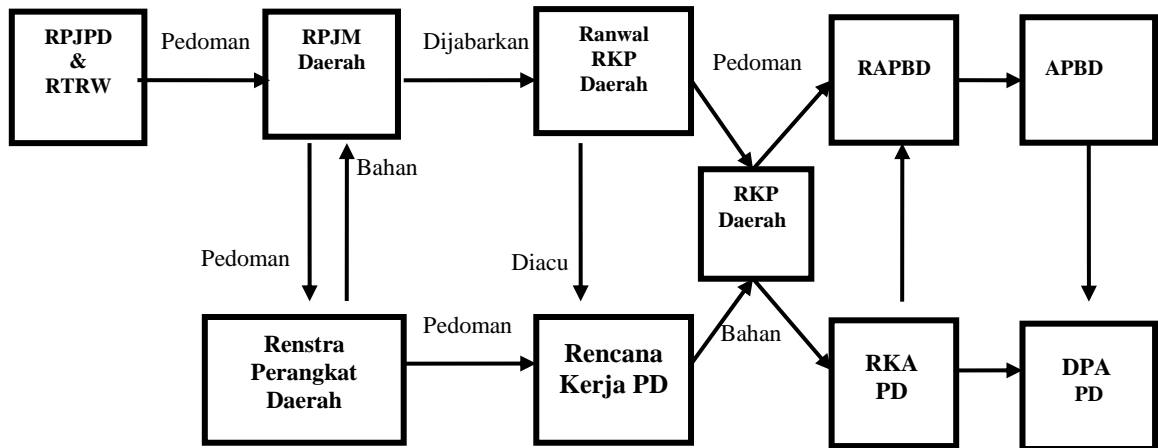 RPJPD
&
RTRW
Pedoman
RPJM
Daerah
Dijabarkan
Ranwal
RKP
Daerah
Pedoman
RAPBD
APBD
Bahan
RKP
Daerah
Pedoman
Diacu
Renstra
Perangkat
Daerah
Pedoman
Rencana
Kerja PD
Bahan
RKA
PD
DPA
PD